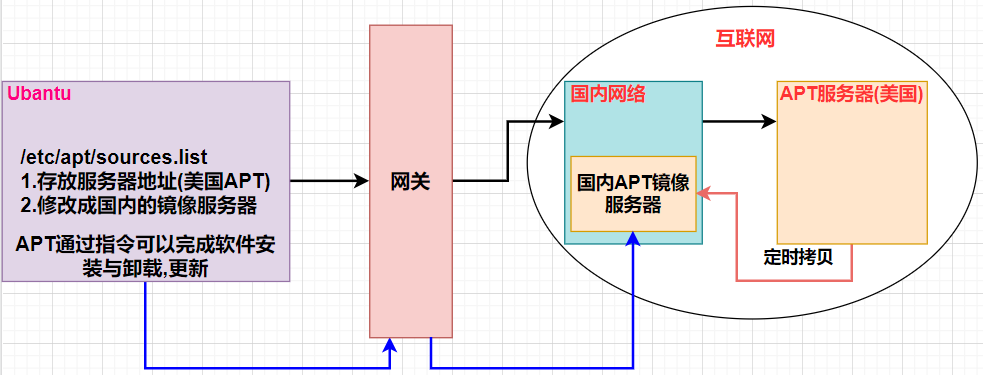 互联网
Ubantu
/etc/apt/sources.list
1.存放服务器地址(美国APT)
2.修改成国内的镜像服务器
APT通过指令可以完成软件安
装与卸载,更新
网关
国内网络
国内APT镜像
服务器
APT服务器(美国)
定时拷贝